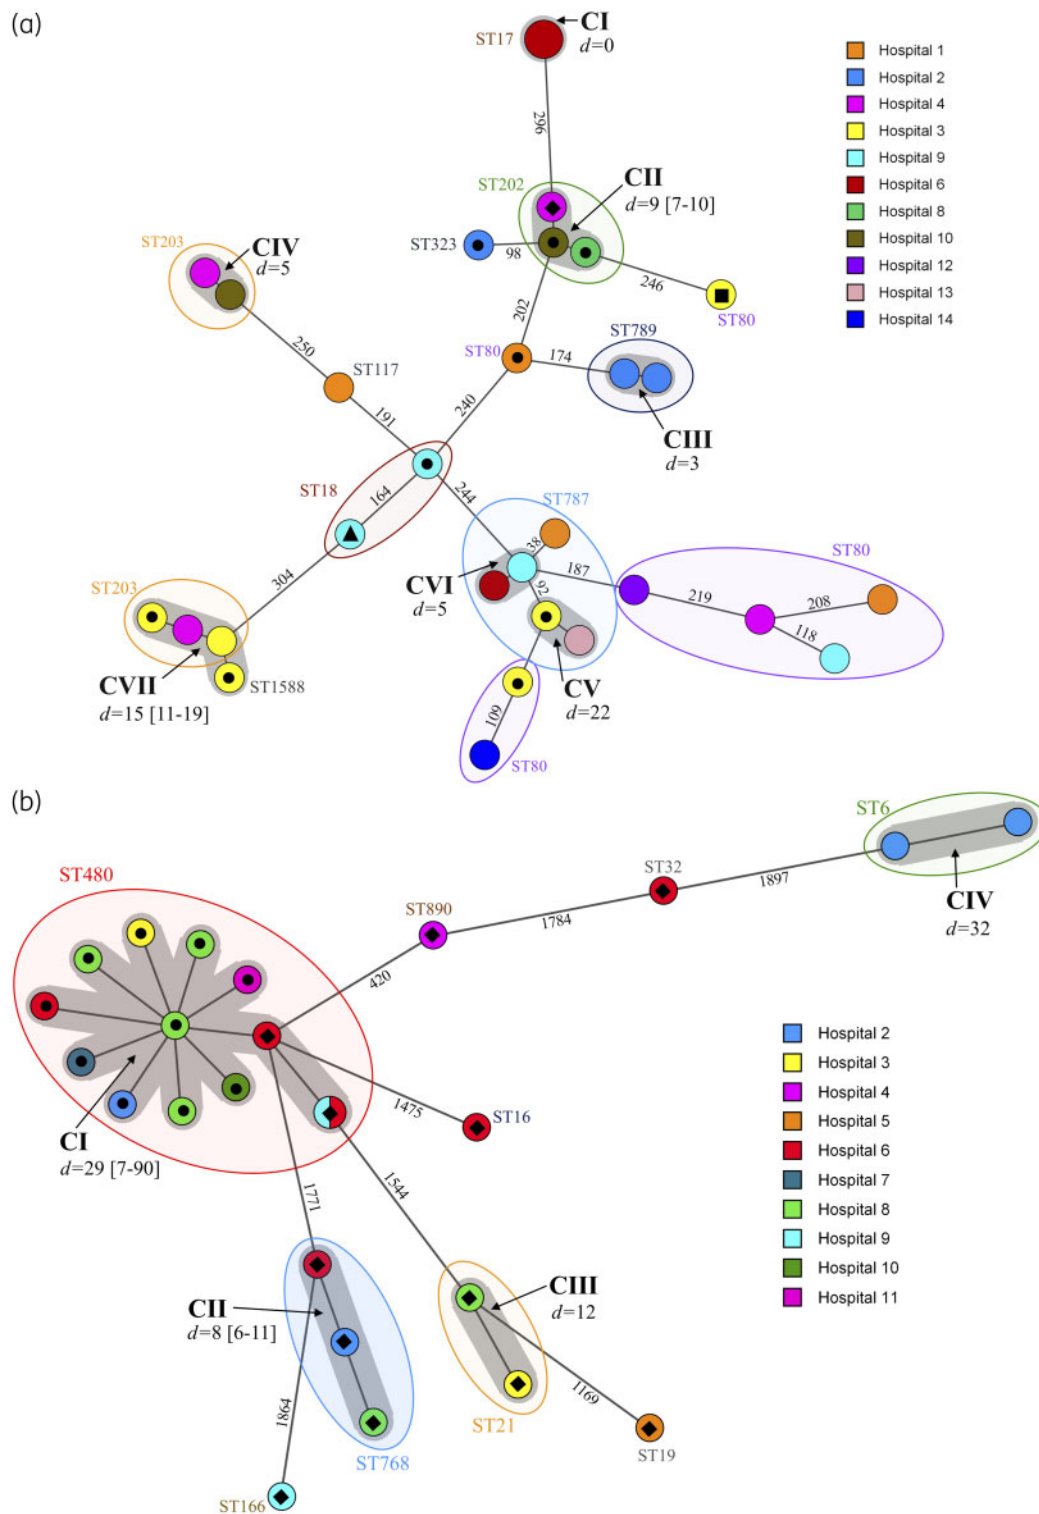 (a)
CI
ST17
d=0
Hospital 1
Hospital 2
Hospital 4
Hospital 3
Hospital 9
Hospital 6
Hospital 8
Hospital 10
Hospital 12
Hospital 13
Hospital 14
296
ST202
CII
d=9 [7-10]
ST323
98
246
ST80
ST203
CIV
d=5
202
250
ST117
ST80
174
ST789
CIII
d=3
191
240
ST18
164
244
ST787
38
CVI
d=5
92
187
ST80
219
208
118
304
ST203
CVII
d=15 [11-19]
ST1588
CV
d=22
109
ST80
(b)
ST6
CIV
d=32
ST480
ST890
1784
ST32
1897
420
1475
ST16
CI
d=29 [7-90]
Hospital 2
Hospital 3
Hospital 4
Hospital 5
Hospital 6
Hospital 7
Hospital 8
Hospital 9
Hospital 10
Hospital 11
1771
1544
CII
d=8 [6-11]
CIII
d=12
1864
1169
ST21
ST19
ST768
ST166